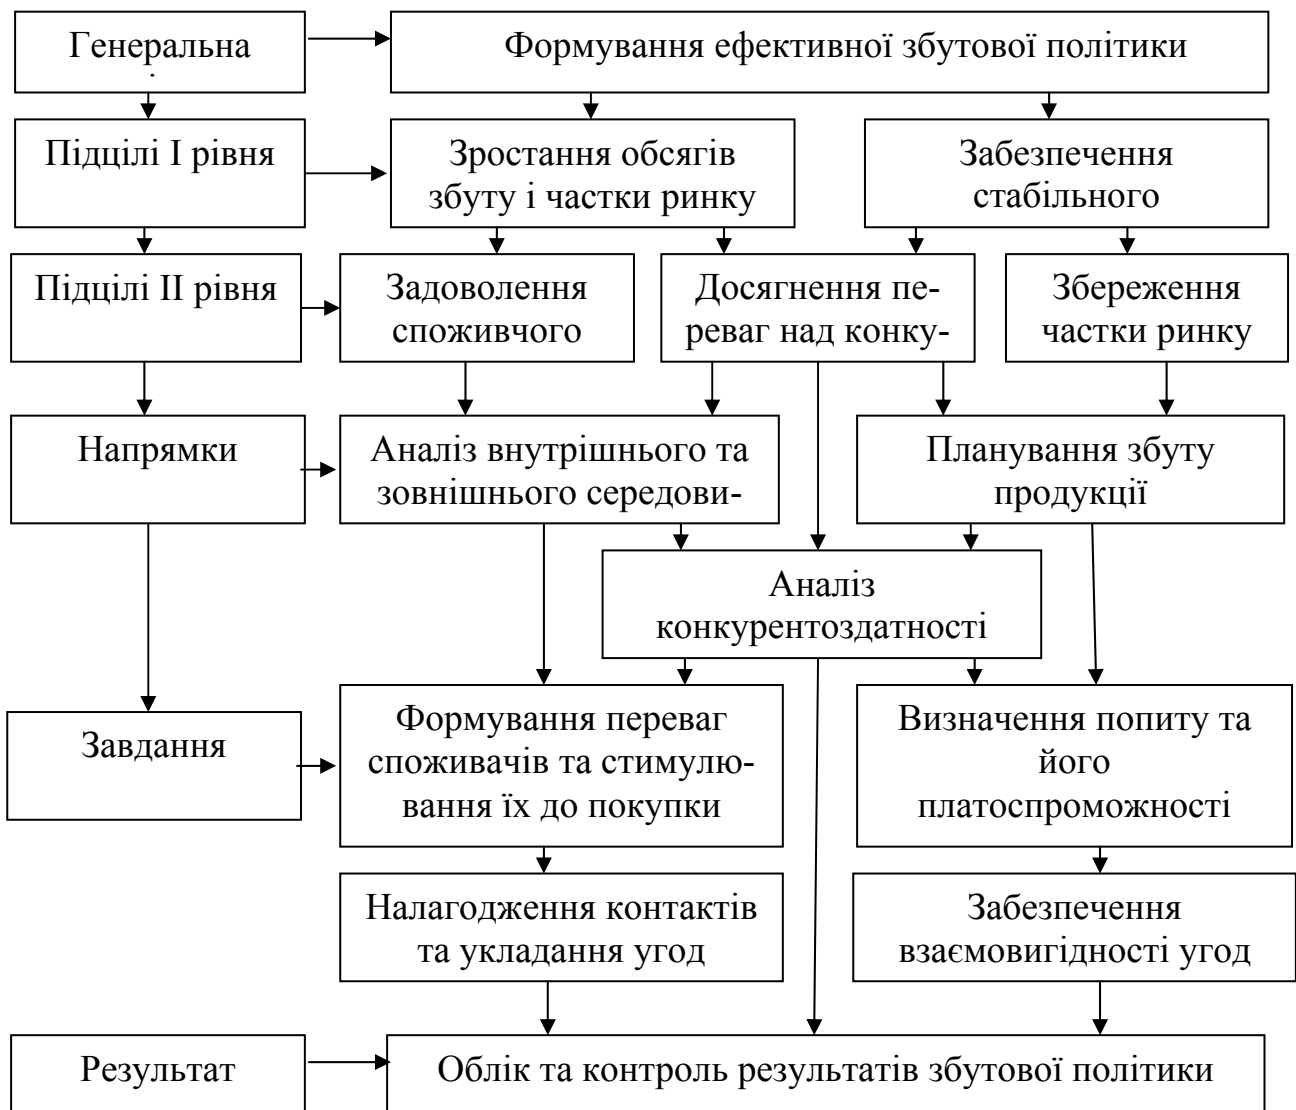 Генеральна
Формування ефективної збутової політики
Підцілі І рівня
Зростання обсягів
збуту і частки ринку
Забезпечення
стабільного
Підцілі ІІ рівня
Задоволення
споживчого
Досягнення пе-
реваг над конку-
Збереження
частки ринку
Напрямки
Аналіз внутрішнього та
зовнішнього середови-
Планування збуту
продукції
Аналіз
конкурентоздатності
Завдання
Формування переваг
споживачів та стимулю-
вання їх до покупки
Визначення попиту та
його
платоспроможності
Налагодження контактів
та укладання угод
Забезпечення
взаємовигідності угод
Результат
Облік та контроль результатів збутової політики